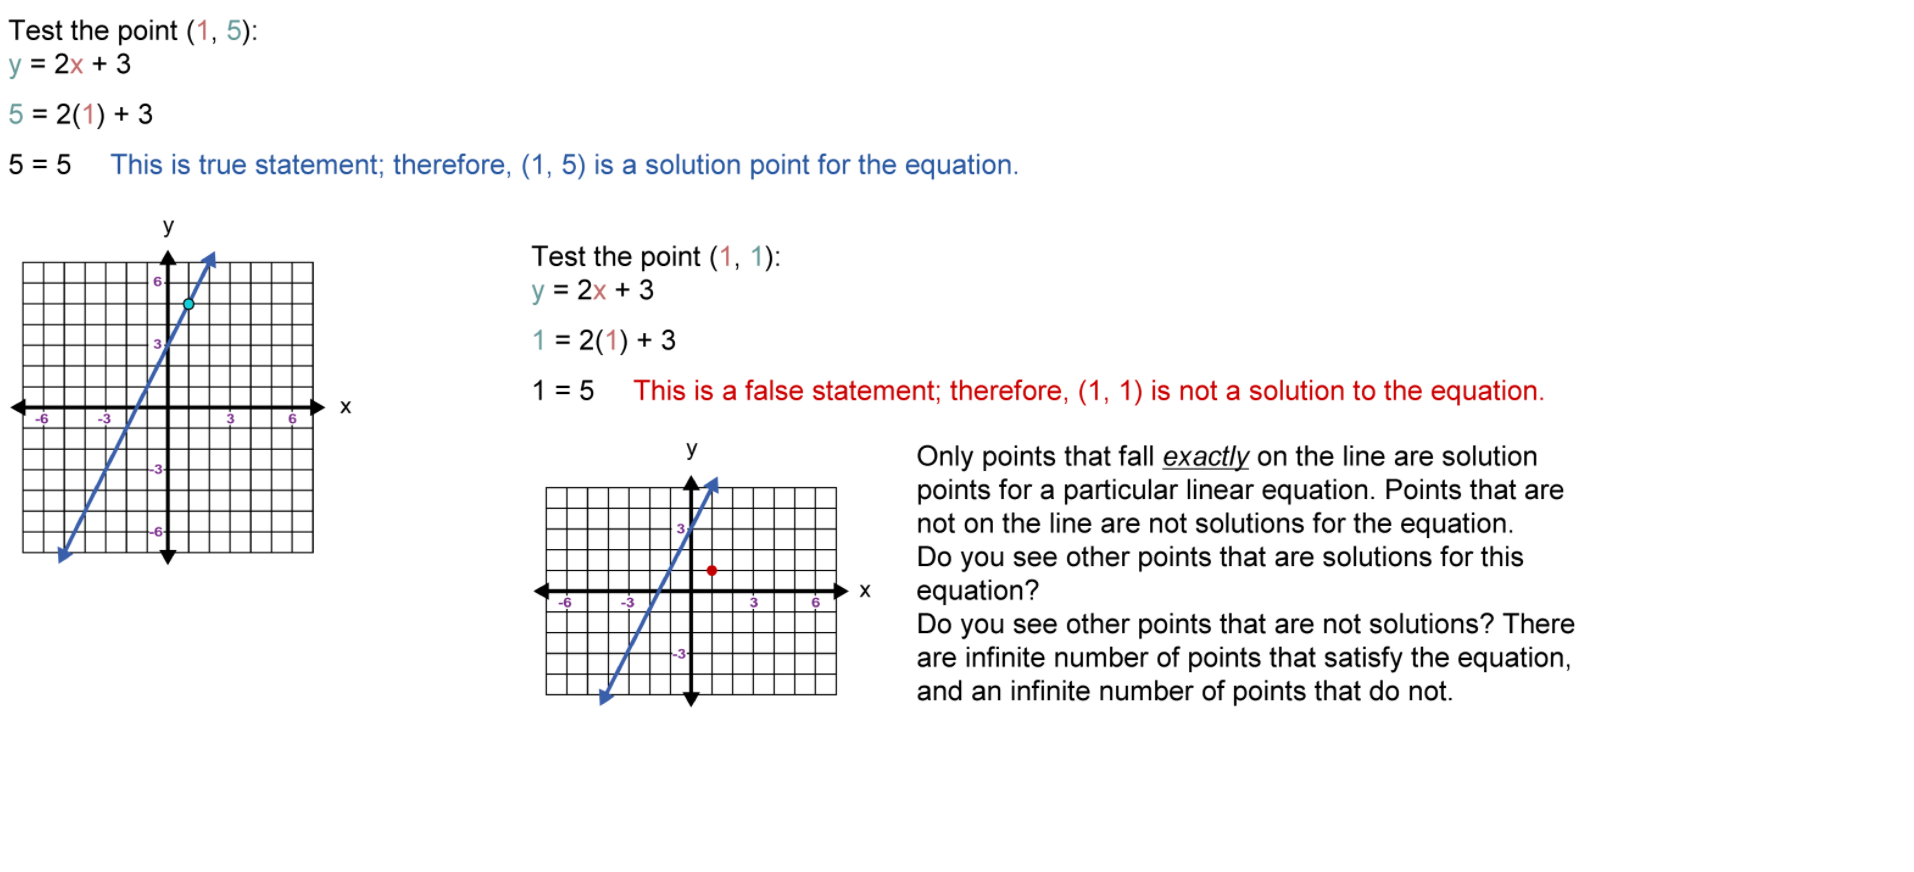 Test the point (1, 5):
y = 2x + 3
5 = 2(1) + 3
5 = 5 This is true statement; therefore, (1, 5) is a solution point for the equation.
y
6
3
-6 -3 3 6 x
-3
-6
Test the point (1, 1):
y = 2x + 3
1 = 2(1) + 3
1 = 5 This is a false statement; therefore, (1, 1) is not a solution to the equation.
y
3
-6 -3 3 6 x
-3
Only points that fall exactly on the line are solution
points for a particular linear equation. Points that are
not on the line are not solutions for the equation.
Do you see other points that are solutions for this
equation?
Do you see other points that are not solutions? There
are infinite number of points that satisfy the equation,
and an infinite number of points that do not.